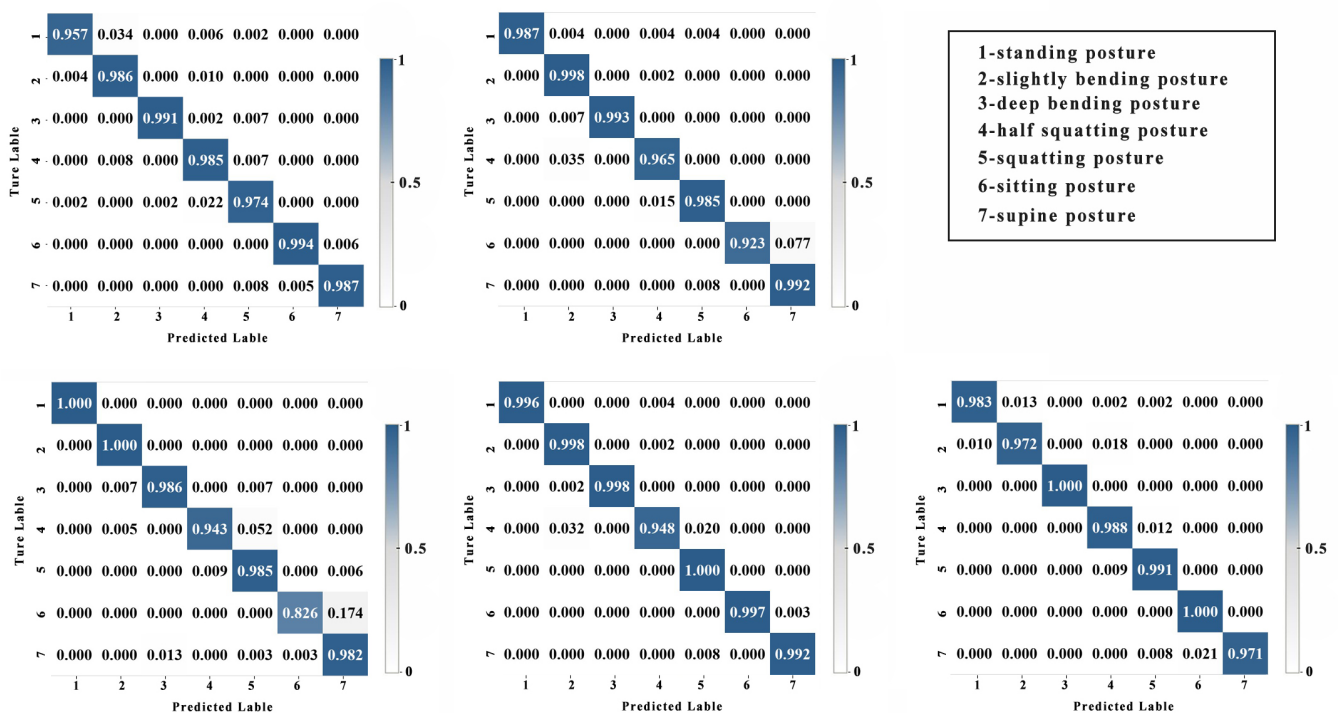 1 0.957 0.034 0.000 0.006 0.002 0.000 0.000
2 0.004 0.986 0.000 0.010 0.000 0.000 0.000
3 0.000 0.000 0.991 0.002 0.007 0.000 0.000
4 0.000 0.008 0.000 0.985 0.007 0.000 0.000
5 0.002 0.000 0.002 0.022 0.974 0.000 0.000
6 0.000 0.000 0.000 0.000 0.000 0.994 0.006
7 0.000 0.000 0.000 0.000 0.008 0.005 0.987
1 2 3 4 5 6 7
Predicted Lable
Ture Lable
1
0.5
0
1 0.987 0.004 0.000 0.004 0.004 0.000 0.000
2 0.000 0.998 0.000 0.002 0.000 0.000 0.000
3 0.000 0.007 0.993 0.000 0.000 0.000 0.000
4 0.000 0.035 0.000 0.965 0.000 0.000 0.000
5 0.000 0.000 0.000 0.015 0.985 0.000 0.000
6 0.000 0.000 0.000 0.000 0.000 0.923 0.077
7 0.000 0.000 0.000 0.000 0.008 0.000 0.992
1 2 3 4 5 6 7
Predicted Lable
Ture Lable
1
0.5
0
1-standing posture
2-slightly bending posture
3-deep bending posture
4-half squatting posture
5-squatting posture
6-sitting posture
7-supine posture
1 1.000 0.000 0.000 0.000 0.000 0.000 0.000
2 0.000 1.000 0.000 0.000 0.000 0.000 0.000
3 0.000 0.007 0.986 0.000 0.007 0.000 0.000
4 0.000 0.005 0.000 0.943 0.052 0.000 0.000
5 0.000 0.000 0.000 0.009 0.985 0.000 0.006
6 0.000 0.000 0.000 0.000 0.000 0.826 0.174
7 0.000 0.000 0.013 0.000 0.003 0.003 0.982
1 2 3 4 5 6 7
Predicted Lable
Ture Lable
1
0.5
0
1 0.996 0.000 0.000 0.004 0.000 0.000 0.000
2 0.000 0.998 0.000 0.002 0.000 0.000 0.000
3 0.000 0.002 0.998 0.000 0.000 0.000 0.000
4 0.000 0.032 0.000 0.948 0.020 0.000 0.000
5 0.000 0.000 0.000 0.000 1.000 0.000 0.000
6 0.000 0.000 0.000 0.000 0.000 0.997 0.003
7 0.000 0.000 0.000 0.000 0.008 0.000 0.992
1 2 3 4 5 6 7
Predicted Lable
Ture Lable
1
0.5
0
1 0.983 0.013 0.000 0.002 0.002 0.000 0.000
2 0.010 0.972 0.000 0.018 0.000 0.000 0.000
3 0.000 0.000 1.000 0.000 0.000 0.000 0.000
4 0.000 0.000 0.000 0.988 0.012 0.000 0.000
5 0.000 0.000 0.000 0.009 0.991 0.000 0.000
6 0.000 0.000 0.000 0.000 0.000 1.000 0.000
7 0.000 0.000 0.000 0.000 0.008 0.021 0.971
1 2 3 4 5 6 7
Predicted Lable
Ture Lable
1
0.5
0